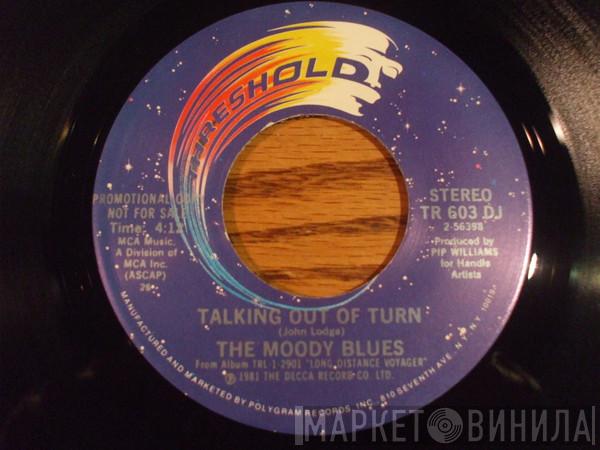 THRESHOLD
PROMOTIONAL COPY
NOT FOR SALE
Time: 4:12
MCA Music.
A Division of
MCA Inc.
(ASCAP)
STEREO
TR 603 DJ
2-56398
Produced by
PIP WILLIAMS
for Handle
Artists
TALKING OUT OF TURN
(John Lodge)
THE MOODY BLUES
From Album TRL-1-2901 "LONG DISTANCE VOYAGER"
Ⓟ 1981 THE DECCA RECORD CO. LTD.
MANUFACTURED AND MARKETED BY POLYGRAM RECORDS, INC. 810 SEVENTH AVE. N.Y. N.Y. 10019
МАРКЕТ ВИНИЛА